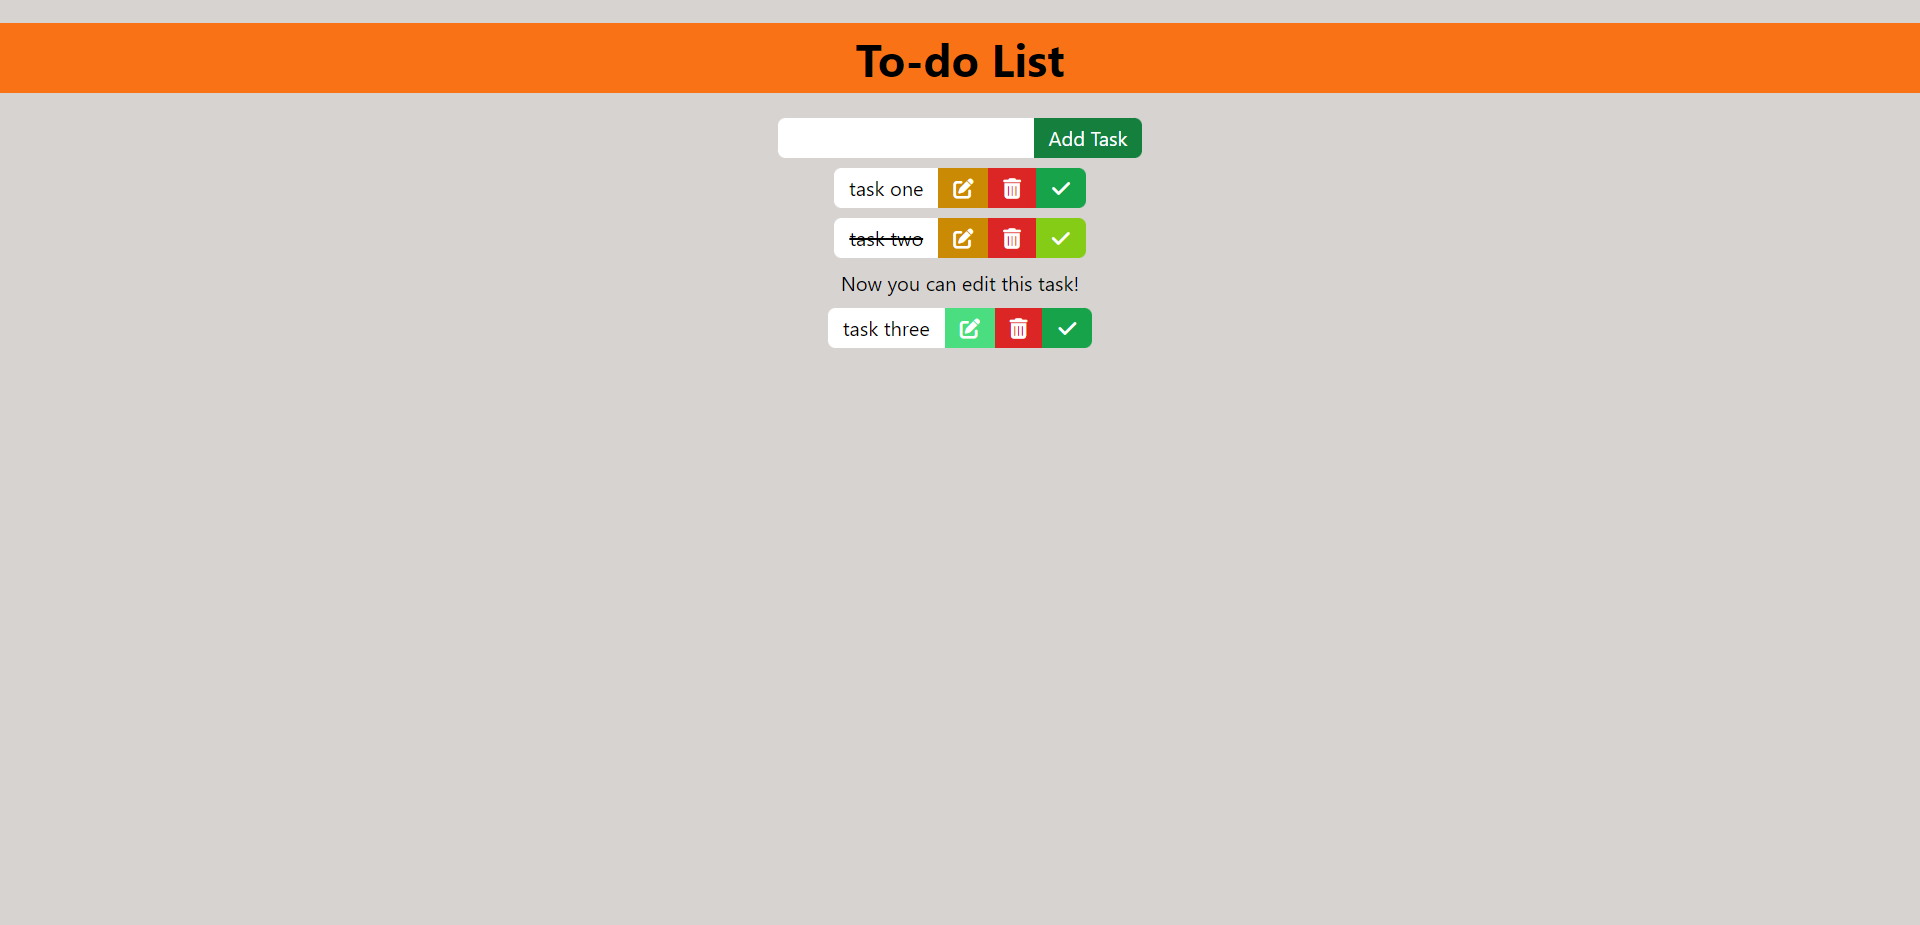 To-do List
Add Task
task one
task two
Now you can edit this task!
task three